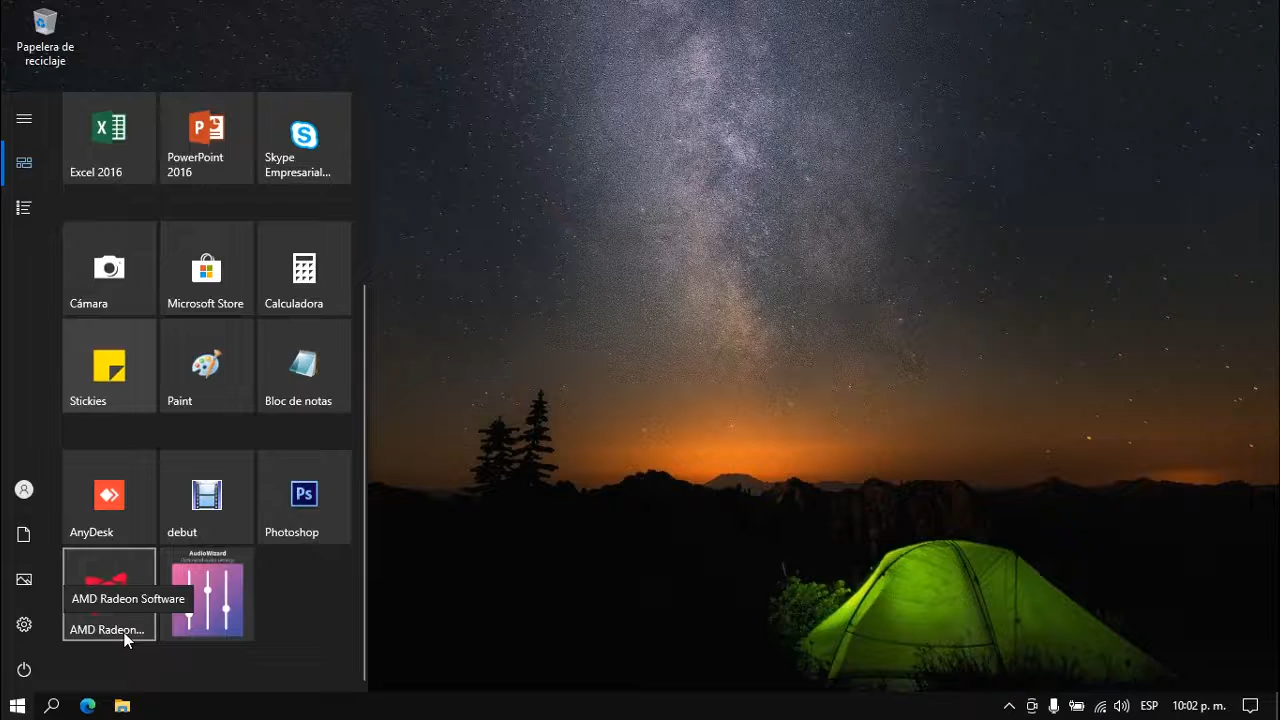 Papelera de
reciclaje
X
Excel 2016
P
PowerPoint
2016
S
Skype
Empresarial...
Cámara
Microsoft Store
Calculadora
Stickies
Paint
Bloc de notas
AnyDesk
debut
Ps
Photoshop
AMD Radeon Software
AMD Radeon...
AudioWizard
ESP
10:02 p. m.